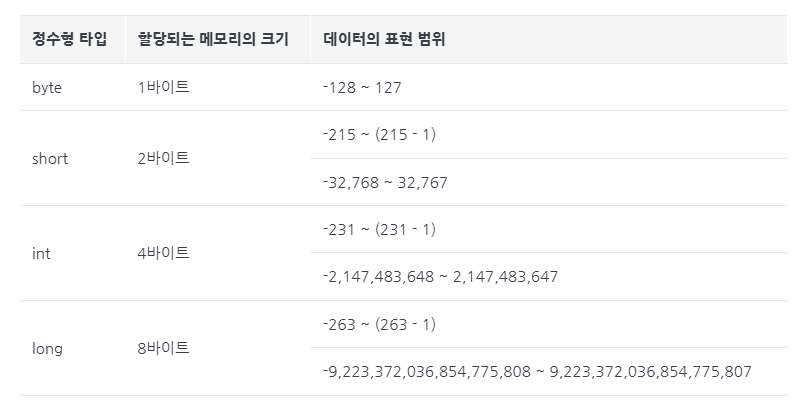 정수형 타입 할당되는 메모리의 크기 데이터의 표현 범위
byte 1바이트 -128 ~ 127
-215 ~ (215 - 1)
short 2바이트
-32,768 ~ 32,767
-231 ~ (231 - 1)
int 4바이트
-2,147,483,648 ~ 2,147,483,647
-263 ~ (263 - 1)
long 8바이트
-9,223,372,036,854,775,808 ~ 9,223,372,036,854,775,807